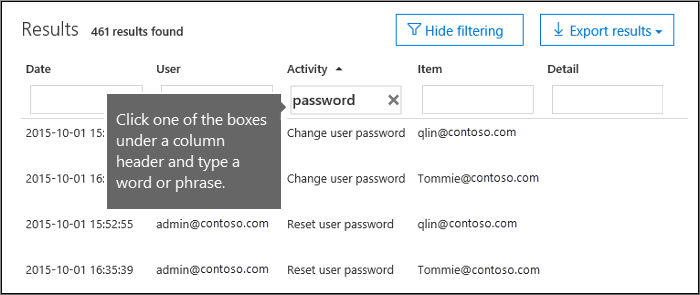 Results 461 results found Hide filtering Export results
Date User Activity Item Detail
password
Click one of the boxes
under a column
header and type a
word or phrase.
2015-10-01 15: Change user password qlin@contoso.com
2015-10-01 16: Change user password Tommie@contoso.com
2015-10-01 15:52:55 admin@contoso.com Reset user password qlin@contoso.com
2015-10-01 16:35:39 admin@contoso.com Reset user password Tommie@contoso.com